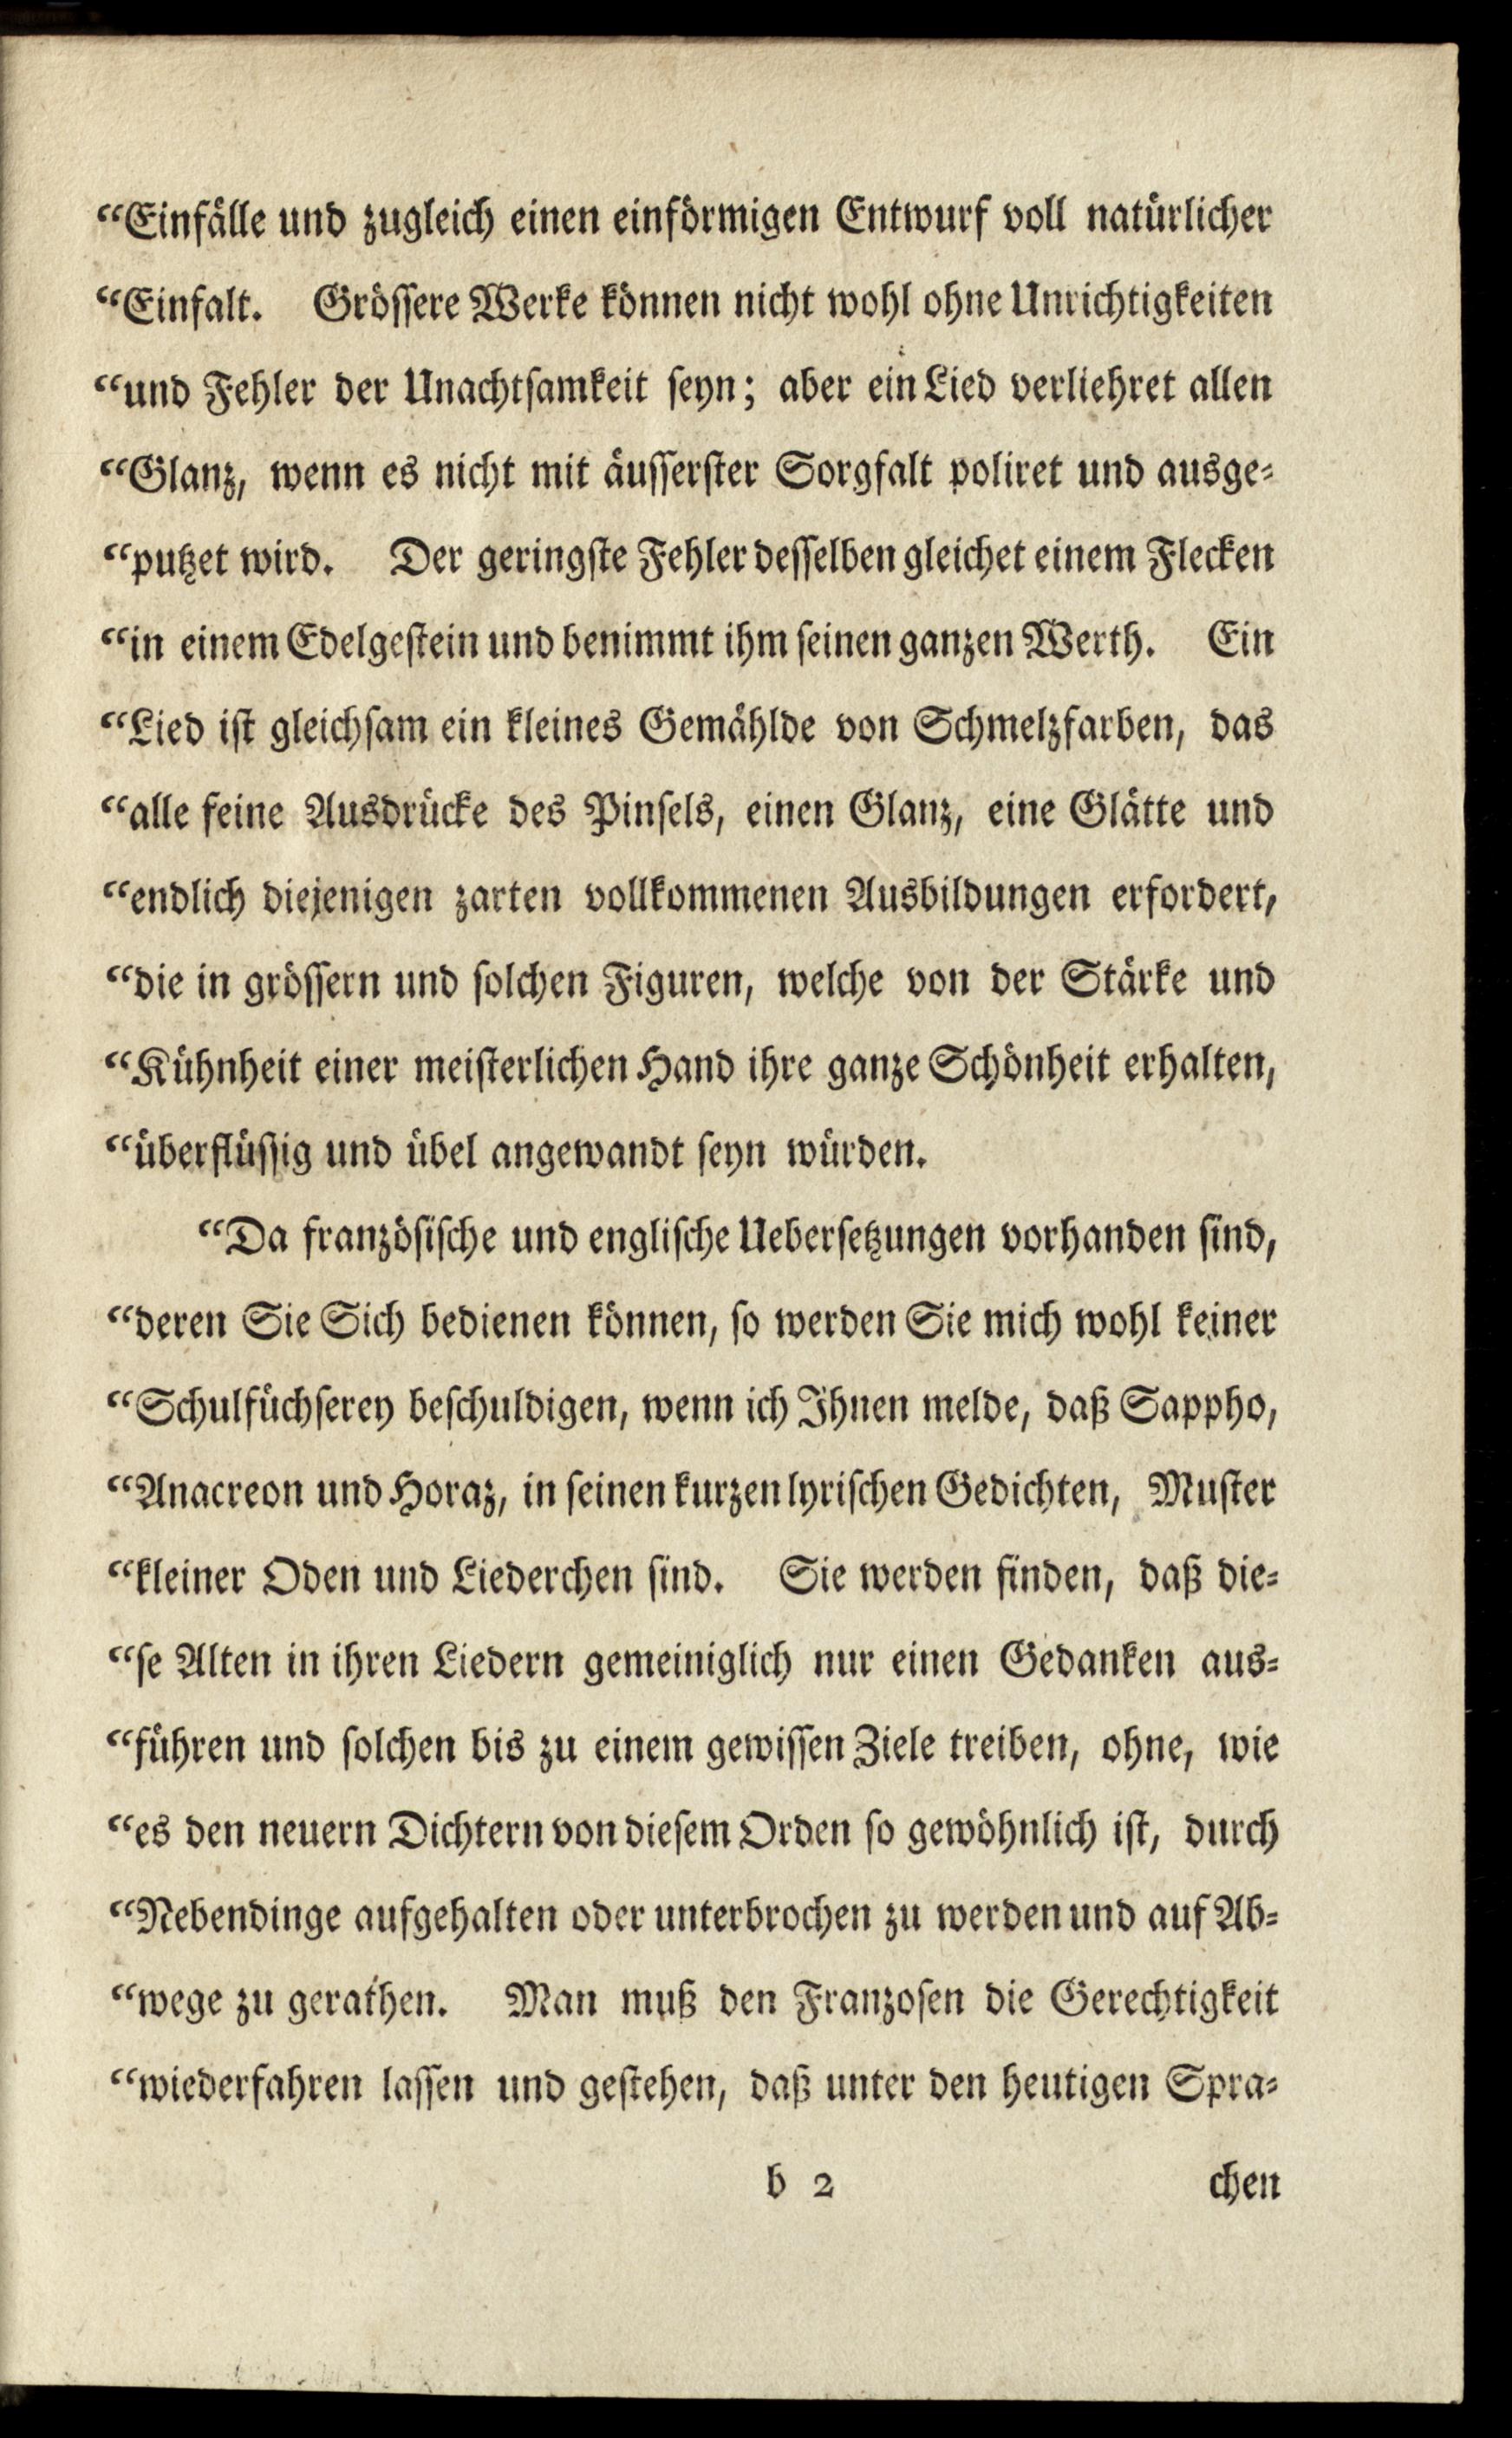 “Einfälle und zugleich einen einförmigen Entwurf voll natürlicher
“Einfalt. Grössere Werke können nicht wohl ohne Unrichtigkeiten
“und Fehler der Unachtsamkeit seyn; aber ein Lied verliehret allen
“Glanz, wenn es nicht mit äusserster Sorgfalt poliret und ausge-
“putzet wird. Der geringste Fehler desselben gleichet einem Flecken
“in einem Edelgestein und benimmt ihm seinen ganzen Werth. Ein
“Lied ist gleichsam ein kleines Gemählde von Schmelzfarben, das
“alle feine Ausdrücke des Pinsels, einen Glanz, eine Glätte und
“endlich diejenigen zarten vollkommenen Ausbildungen erfordert,
“die in grössern und solchen Figuren, welche von der Stärke und
“Kühnheit einer meisterlichen Hand ihre ganze Schönheit erhalten,
“überflüssig und übel angewandt seyn würden.
“Da französische und englische Uebersetzungen vorhanden sind,
“deren Sie Sich bedienen können, so werden Sie mich wohl keiner
“Schulfüchserey beschuldigen, wenn ich Ihnen melde, daß Sappho,
“Anacreon und Horaz, in seinen kurzen lyrischen Gedichten, Muster
“kleiner Oden und Liederchen sind. Sie werden finden, daß die-
“se Alten in ihren Liedern gemeiniglich nur einen Gedanken aus-
“führen und solchen bis zu einem gewissen Ziele treiben, ohne, wie
“es den neuern Dichtern von diesem Orden so gewöhnlich ist, durch
“Nebendinge aufgehalten oder unterbrochen zu werden und auf Ab-
“wege zu gerathen. Man muß den Franzosen die Gerechtigkeit
“wiederfahren lassen und gestehen, daß unter den heutigen Spra-
b 2 chen